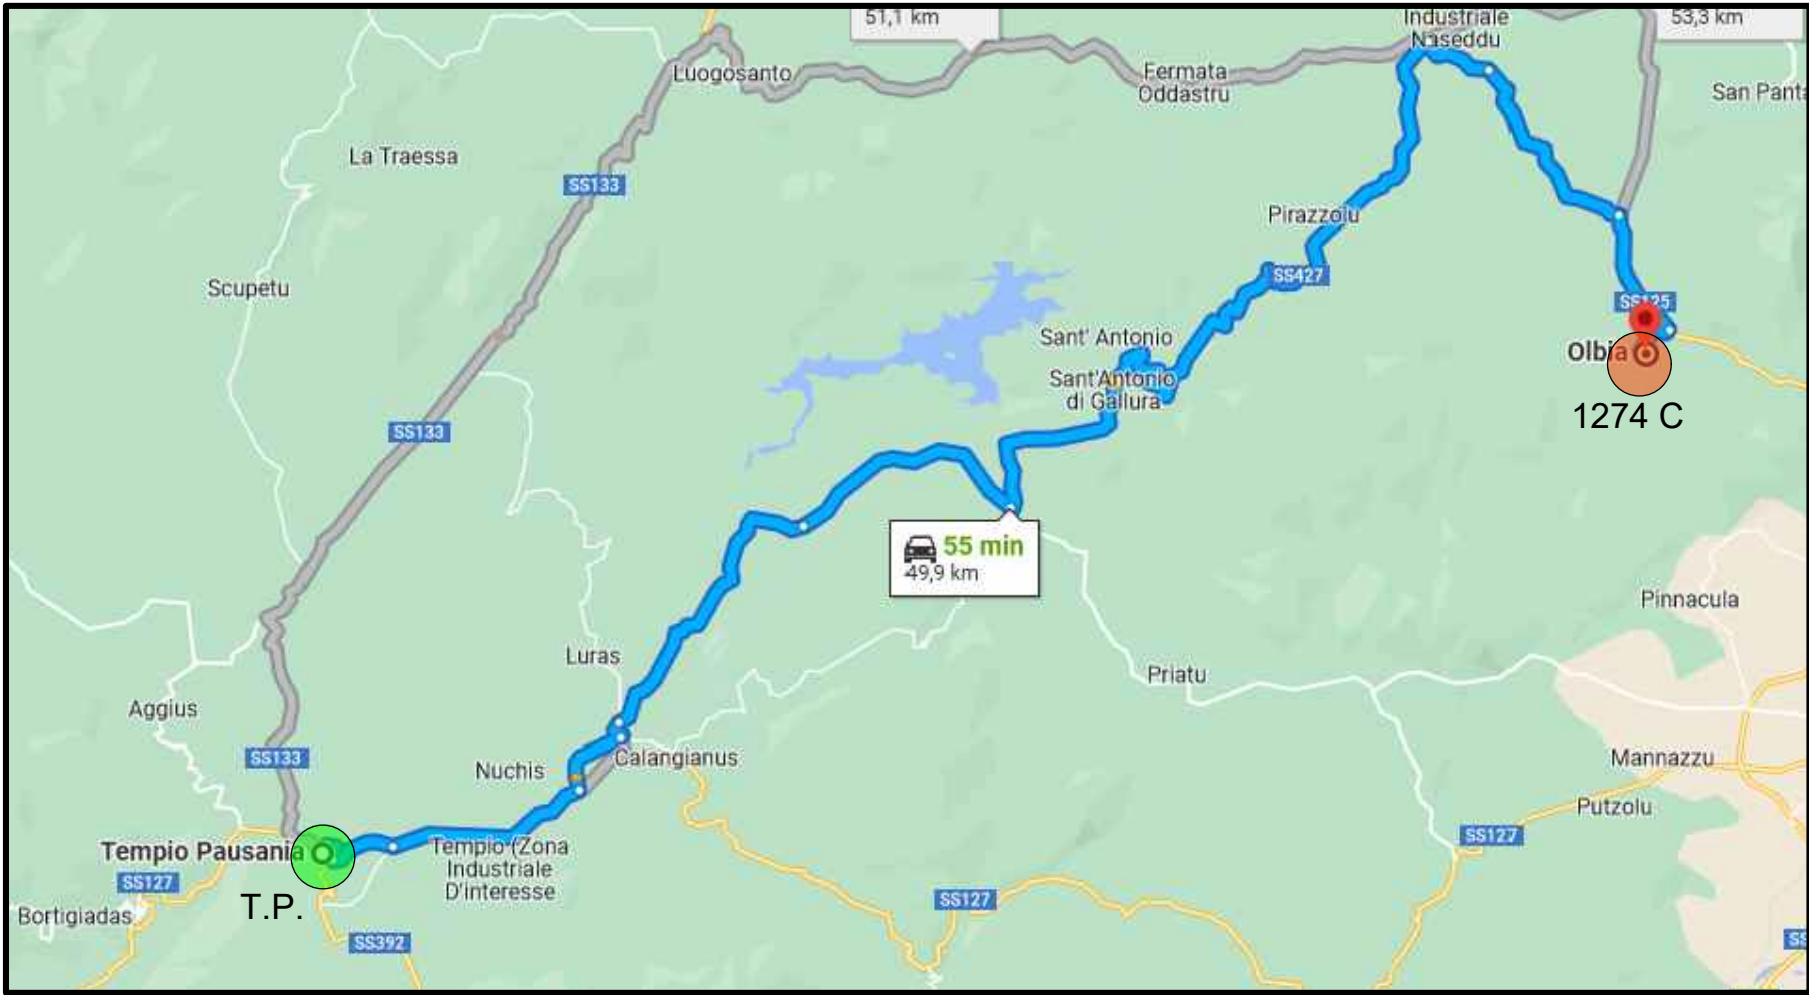 51,1 km
Industriale
Naseddu
53,3 km
Luogosanto
Fermata
Oddastru
La Traessa
SS133
Pirazzolu
Scupetu
SS427
SS125
Sant' Antonio
Olbia
Sant'Antonio
di Gallura
1274 C
SS133
55 min
49,9 km
Pinnacula
Luras
Priatu
Aggius
SS133
Nuchis
Calangianus
Mannazzu
Putzolu
SS127
Tempio Pausania
Tempio (Zona
Industriale
D'interesse
SS127
T.P.
SS127
Bortigiadas
SS392